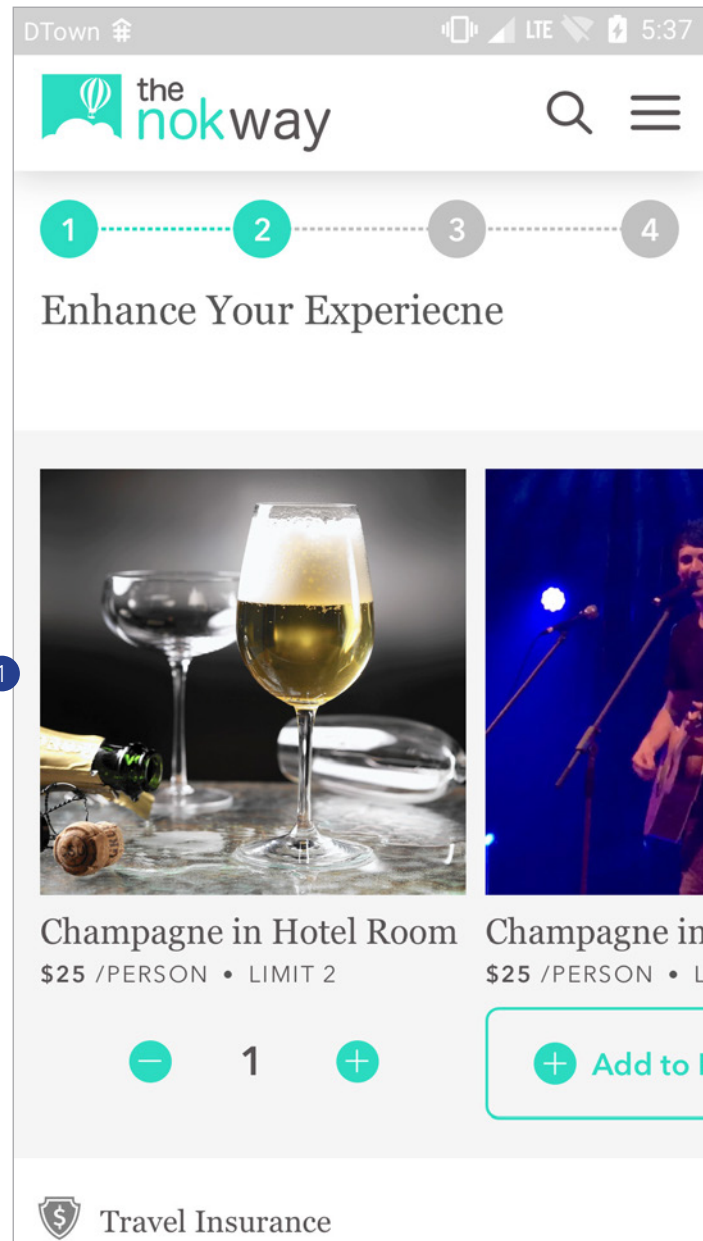 DTown
LTE 5:37
the
nokway
1 2 3 4
Enhance Your Experiecne
1
Champagne in Hotel Room
$25 /PERSON • LIMIT 2
1
Champagne in
$25 /PERSON • L
Add to
Travel Insurance